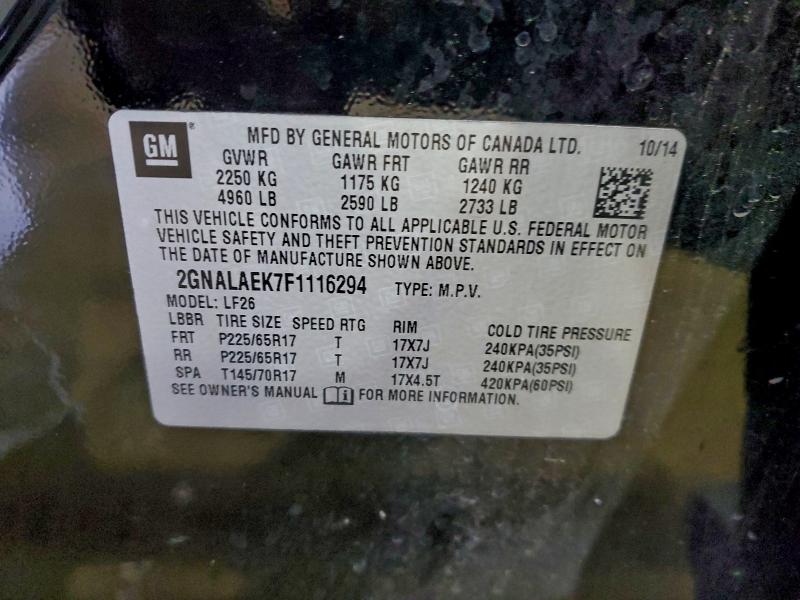 GM ® MFD BY GENERAL MOTORS OF CANADA LTD. 10/14
GVWR GAWR FRT GAWR RR
2250 KG 1175 KG 1240 KG
4960 LB 2590 LB 2733 LB
THIS VEHICLE CONFORMS TO ALL APPLICABLE U.S. FEDERAL MOTOR
VEHICLE SAFETY AND THEFT PREVENTION STANDARDS IN EFFECT ON
THE DATE OF MANUFACTURE SHOWN ABOVE.
2GNALAEK7F1116294 TYPE: M.P.V.
MODEL: LF26
LBBR TIRE SIZE SPEED RTG RIM COLD TIRE PRESSURE
FRT P225/65R17 T 17X7J 240KPA(35PSI)
RR P225/65R17 T 17X7J 240KPA(35PSI)
SPA T145/70R17 M 17X4.5T 420KPA(60PSI)
SEE OWNER'S MANUAL FOR MORE INFORMATION.